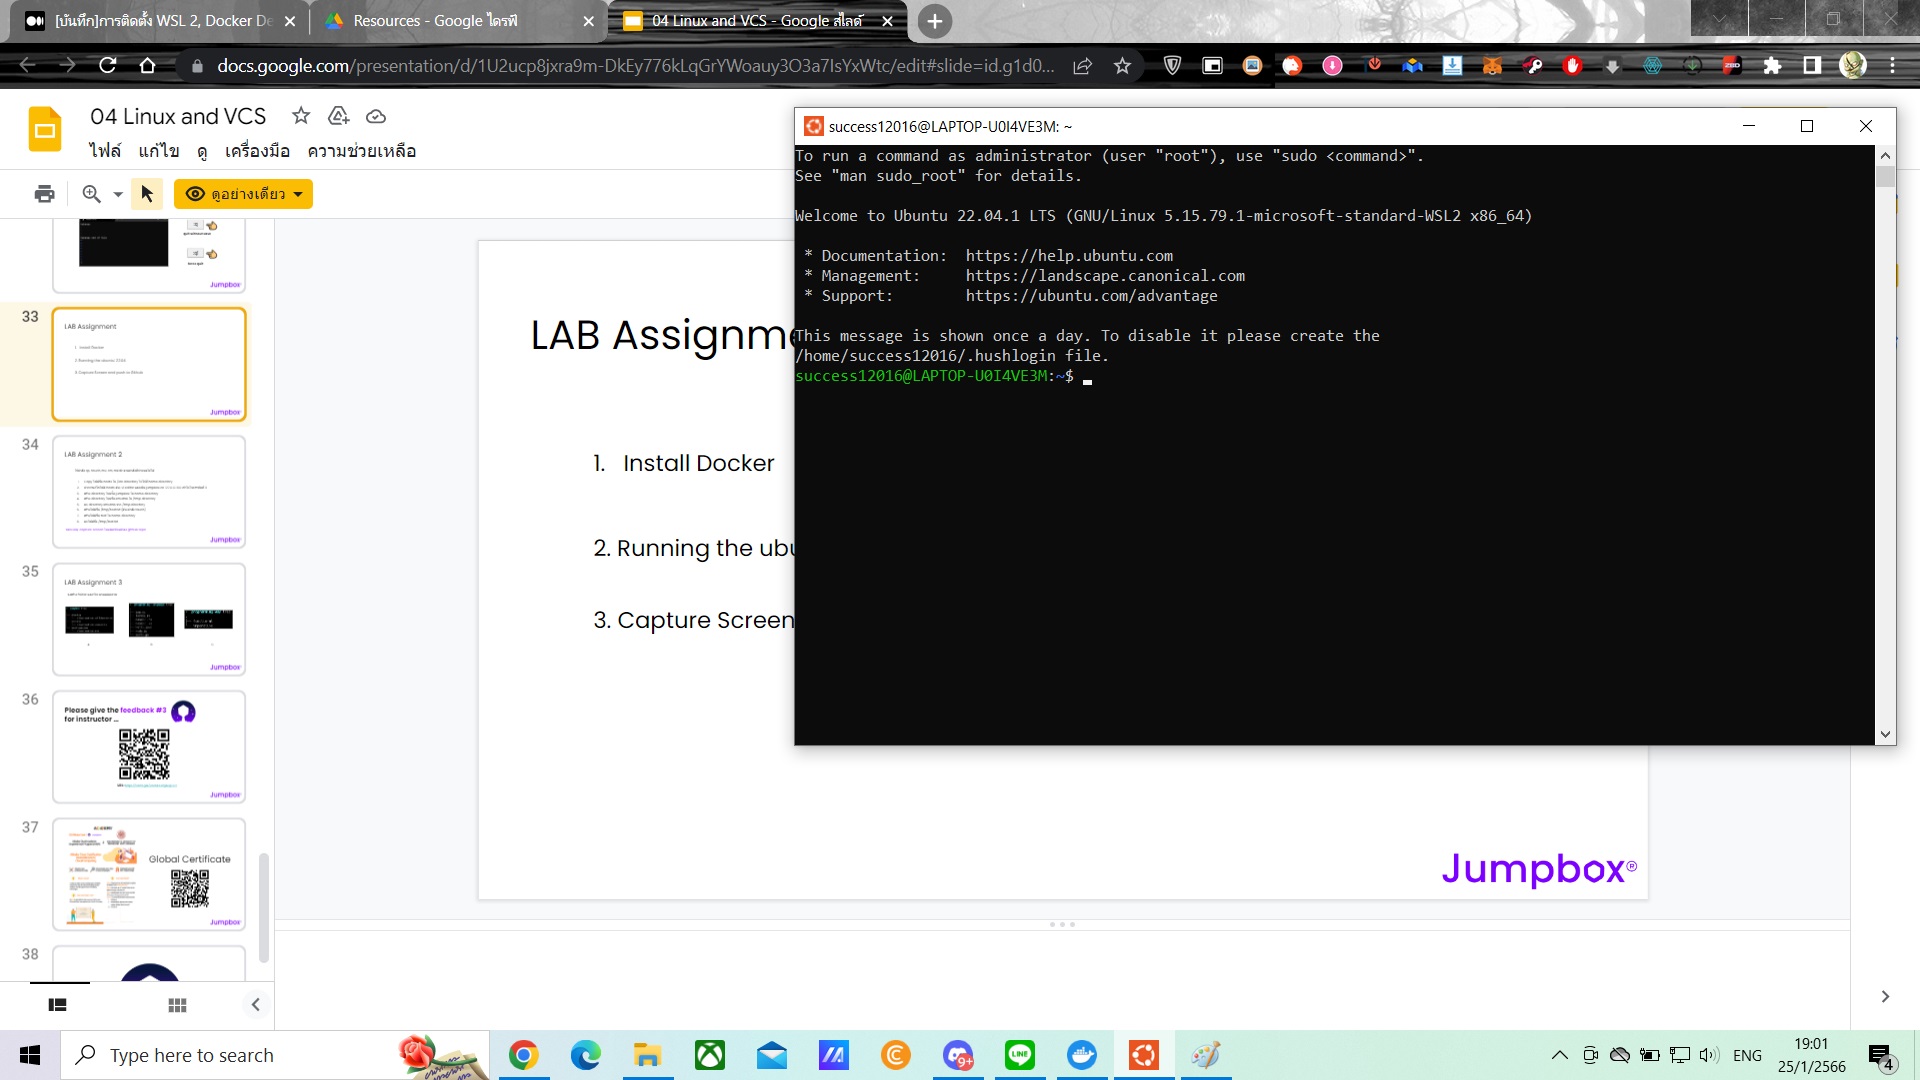 [บันทึก]การติดตั้ง WSL 2, Docker De
Resources - Google ไดรฟ์
04 Linux and VCS - Google สไลด์
docs.google.com/presentation/d/1U2ucp8jxra9m-DkEy776kLqGrYWoauy3O3a7IsYxWtc/edit#slide=id.g1d0...
04 Linux and VCS
ไฟล์ แก้ไข ดู เครื่องมือ ความช่วยเหลือ
ดูอย่างเดียว
success12016@LAPTOP-U0I4VE3M: ~
To run a command as administrator (user "root"), use "sudo <command>".
See "man sudo_root" for details.
Welcome to Ubuntu 22.04.1 LTS (GNU/Linux 5.15.79.1-microsoft-standard-WSL2 x86_64)
* Documentation: https://help.ubuntu.com
* Management: https://landscape.canonical.com
* Support: https://ubuntu.com/advantage
This message is shown once a day. To disable it please create the
/home/success12016/.hushlogin file.
success12016@LAPTOP-U0I4VE3M:~$
Jumpbox
33
LAB Assignment
1. Install Docker
Jumpbox
34
LAB Assignment 2
Jumpbox
35
LAB Assignment 3
Jumpbox
36
Please give the feedback #3
for instructor ...
Jumpbox
37
Global Certificate
Jumpbox
38
LAB Assignme
1. Install Docker
2. Running the ubu
3. Capture Screen
Jumpbox®
Type here to search
9+
ENG
19:01
25/1/2566
4